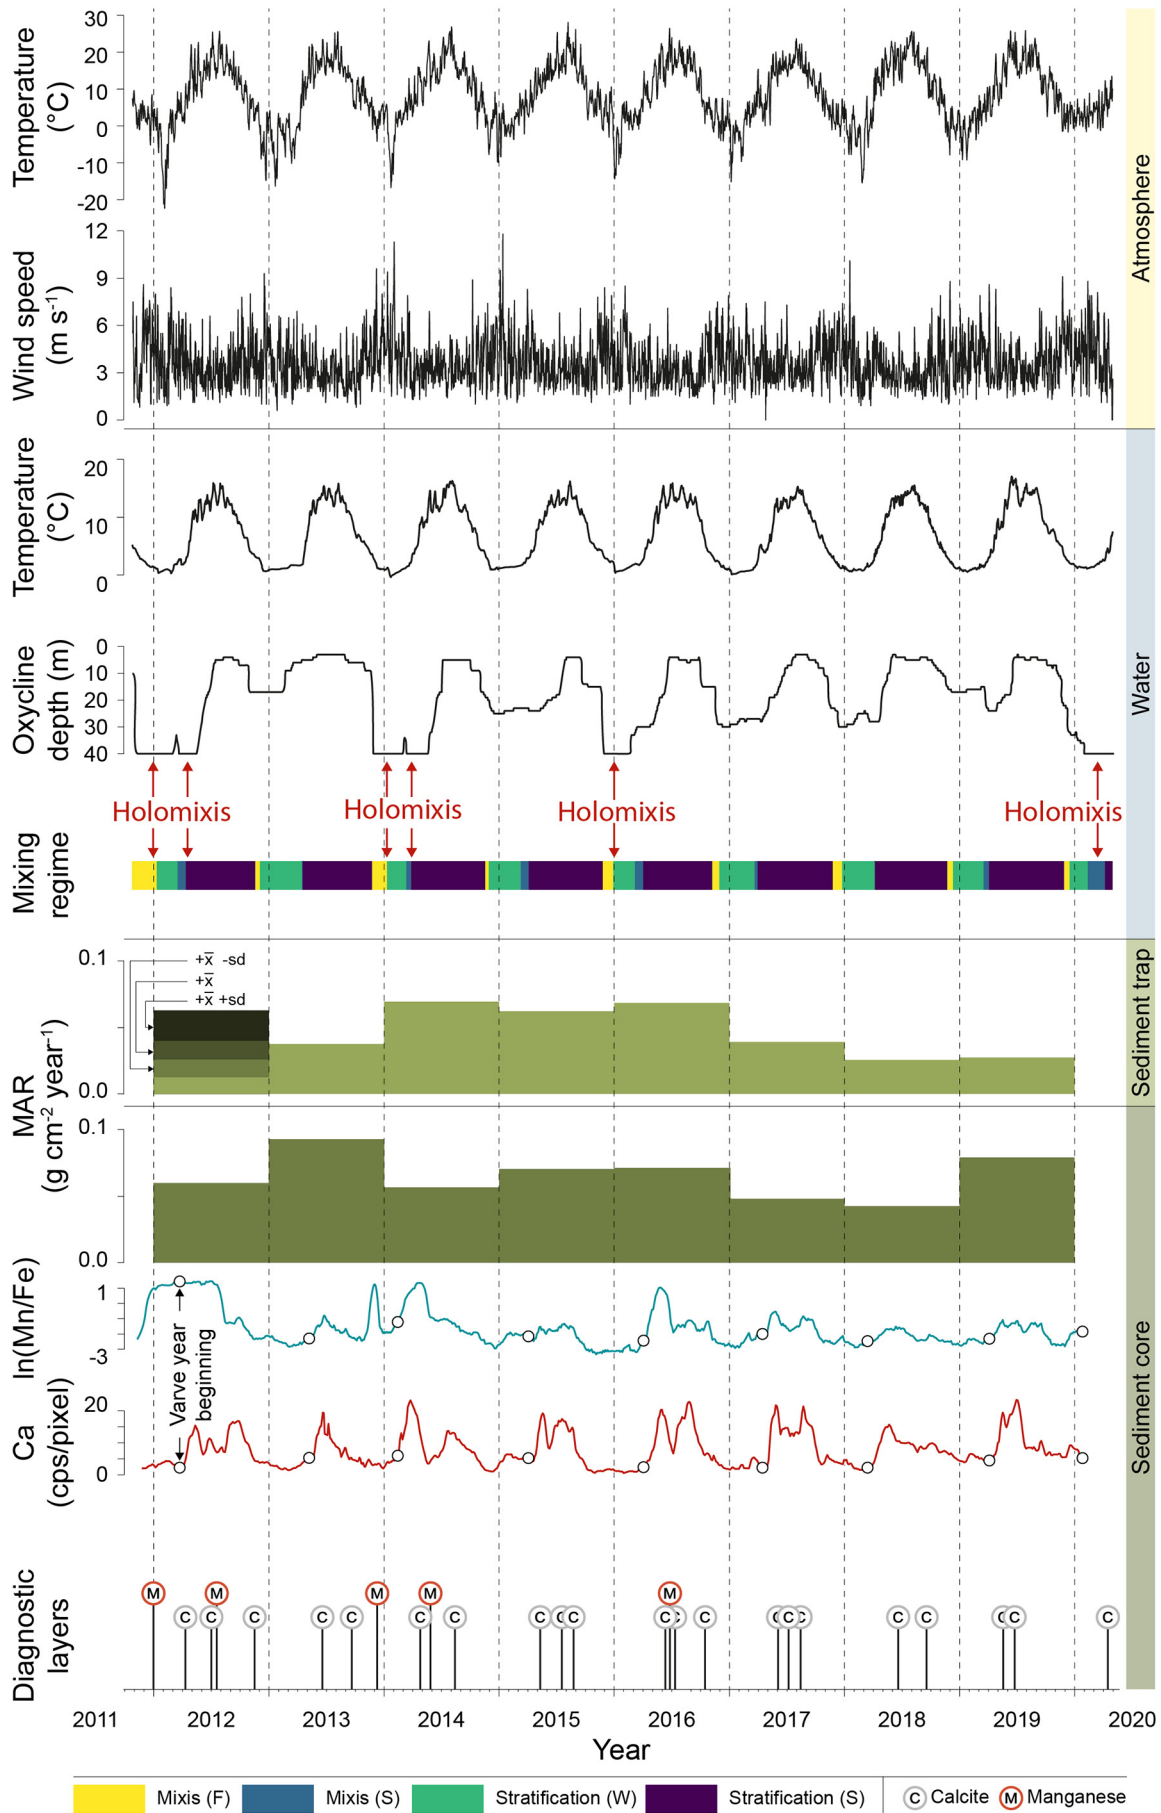 Temperature
(°C)
30
20
10
0
-10
-20
Atmosphere
Wind speed
(m s⁻¹)
12
9
6
3
0
Temperature
(°C)
20
10
0
Water
Oxycline
depth (m)
0
10
20
30
40
Holomixis
Holomixis
Holomixis
Holomixis
Mixing
regime
MAR
(g cm⁻² year⁻¹)
0.1
0.0
+x̄ -sd
+x̄
+x̄ +sd
Sediment trap
0.1
0.0
Sediment core
ln(Mn/Fe)
1
-3
Varve year
beginning
Ca
(cps/pixel)
20
0
Diagnostic
layers
M M M M M
C C C C C C C C C C C C C C C C C C C C C C
2011 2012 2013 2014 2015 2016 2017 2018 2019 2020
Year
Mixis (F) Mixis (S) Stratification (W) Stratification (S) C Calcite M Manganese